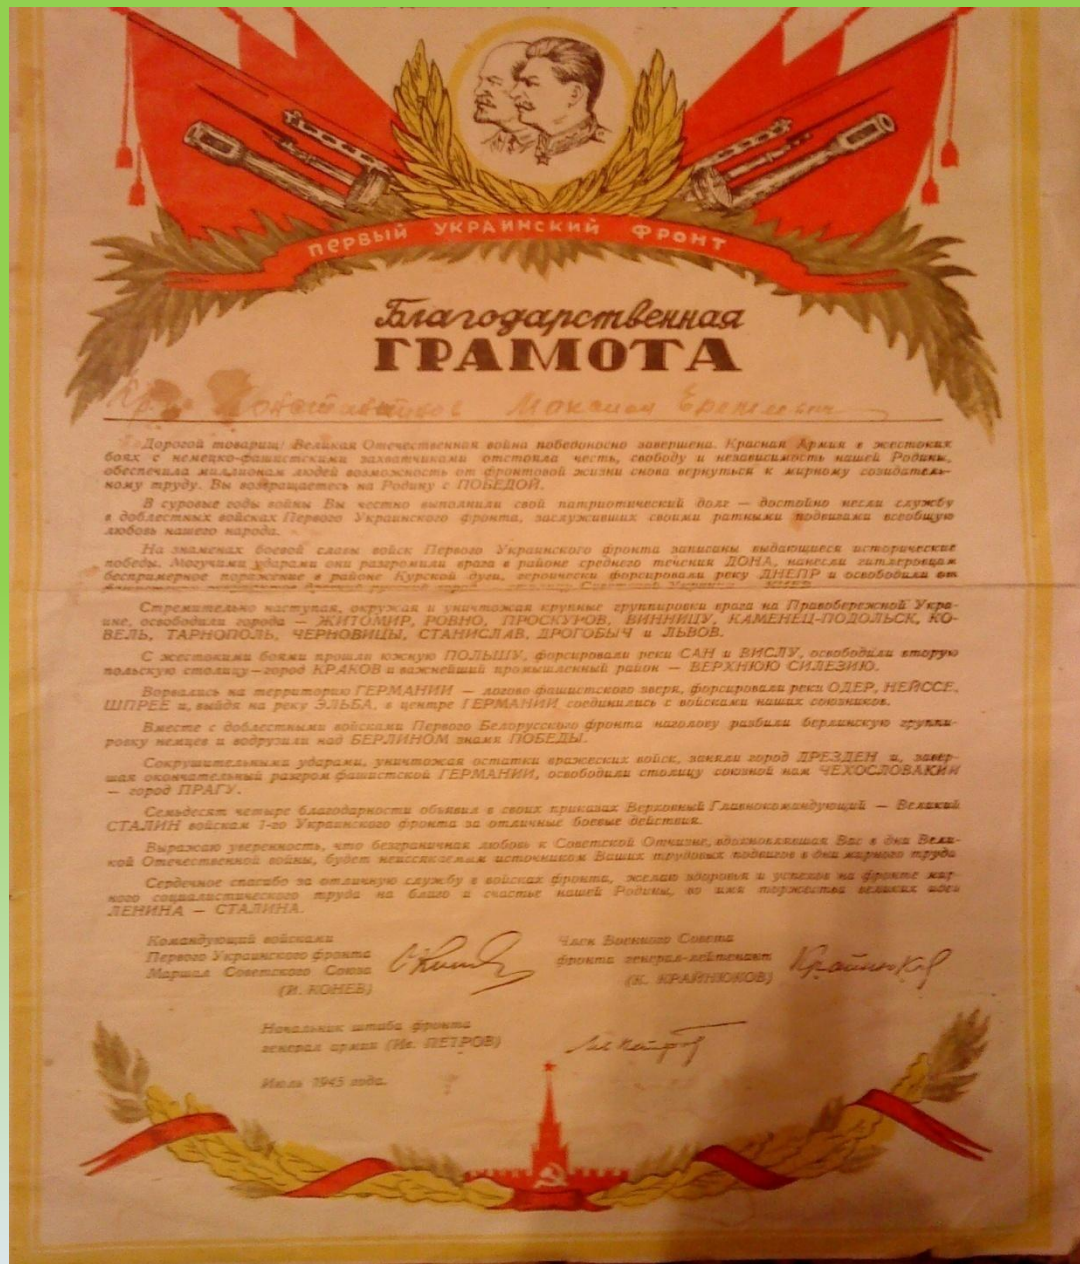 ПЕРВЫЙ УКРАИНСКИЙ ФРОНТ
Благодарственная
ГРАМОТА
Дорогой товарищ! Великая Отечественная война победоносно завершена. Красная Армия в жестоких
боях с немецко-фашистскими захватчиками отстояла честь, свободу и независимость нашей Родины,
обеспечила миллионам людей возможность от фронтовой жизни снова вернуться к мирному созидатель-
ному труду. Вы возвращаетесь на Родину с ПОБЕДОЙ.
В суровые годы войны Вы честно выполнили свой патриотический долг — достойно несли службу
в доблестных войсках Первого Украинского фронта, заслуживших своими ратными подвигами всеобщую
любовь нашего народа.
На знаменах боевой славы войск Первого Украинского фронта записаны выдающиеся исторические
победы. Могучими ударами они разгромили врага в районе среднего течения ДОНА, нанесли гитлеровцам
беспримерное поражение в районе Курской дуги, героически форсировали реку ДНЕПР и освободили от
Стремительно наступая, окружая и уничтожая крупные группировки врага на Правобережной Укра-
ине, освободили города — ЖИТОМИР, РОВНО, ПРОСКУРОВ, ВИННИЦУ, КАМЕНЕЦ-ПОДОЛЬСК, КО-
ВЕЛЬ, ТАРНОПОЛЬ, ЧЕРНОВИЦЫ, СТАНИСЛАВ, ДРОГОБЫЧ и ЛЬВОВ.
С жестокими боями прошли южную ПОЛЬШУ, форсировали реки САН и ВИСЛУ, освободили вторую
польскую столицу—город КРАКОВ и важнейший промышленный район — ВЕРХНЮЮ СИЛЕЗИЮ.
Ворвались на территорию ГЕРМАНИИ — логово фашистского зверя, форсировали реки ОДЕР, НЕЙССЕ,
ШПРЕЕ и, выйдя на реку ЭЛЬБА, в центре ГЕРМАНИИ соединились с войсками наших союзников.
Вместе с доблестными войсками Первого Белорусского фронта наголову разбили берлинскую группи-
ровку немцев и водрузили над БЕРЛИНОМ знамя ПОБЕДЫ.
Сокрушительными ударами, уничтожая остатки вражеских войск, заняли город ДРЕЗДЕН и, завер-
шая окончательный разгром фашистской ГЕРМАНИИ, освободили столицу союзной нам ЧЕХОСЛОВАКИИ
— город ПРАГУ.
Семьдесят четыре благодарности объявил в своих приказах Верховный Главнокомандующий — Великий
СТАЛИН войскам 1-го Украинского фронта за отличные боевые действия.
Выражаю уверенность, что безграничная любовь к Советской Отчизне, вдохновлявшая Вас в дни Вели-
кой Отечественной войны, будет неиссякаемым источником Ваших трудовых подвигов в дни мирного труда
Сердечное спасибо за отличную службу в войсках фронта, желаю здоровья и успехов на фронте мир-
ного социалистического труда на благо и счастье нашей Родины, во имя торжества великих идей
ЛЕНИНА — СТАЛИНА.
Командующий войсками
Первого Украинского фронта
Маршал Советского Союза
(И. КОНЕВ)
Член Военного Совета
фронта генерал-лейтенант
(К. КРАЙНЮКОВ)
Крайнюков
Начальник штаба фронта
генерал армии (Ив. ПЕТРОВ)
Июль 1945 года.